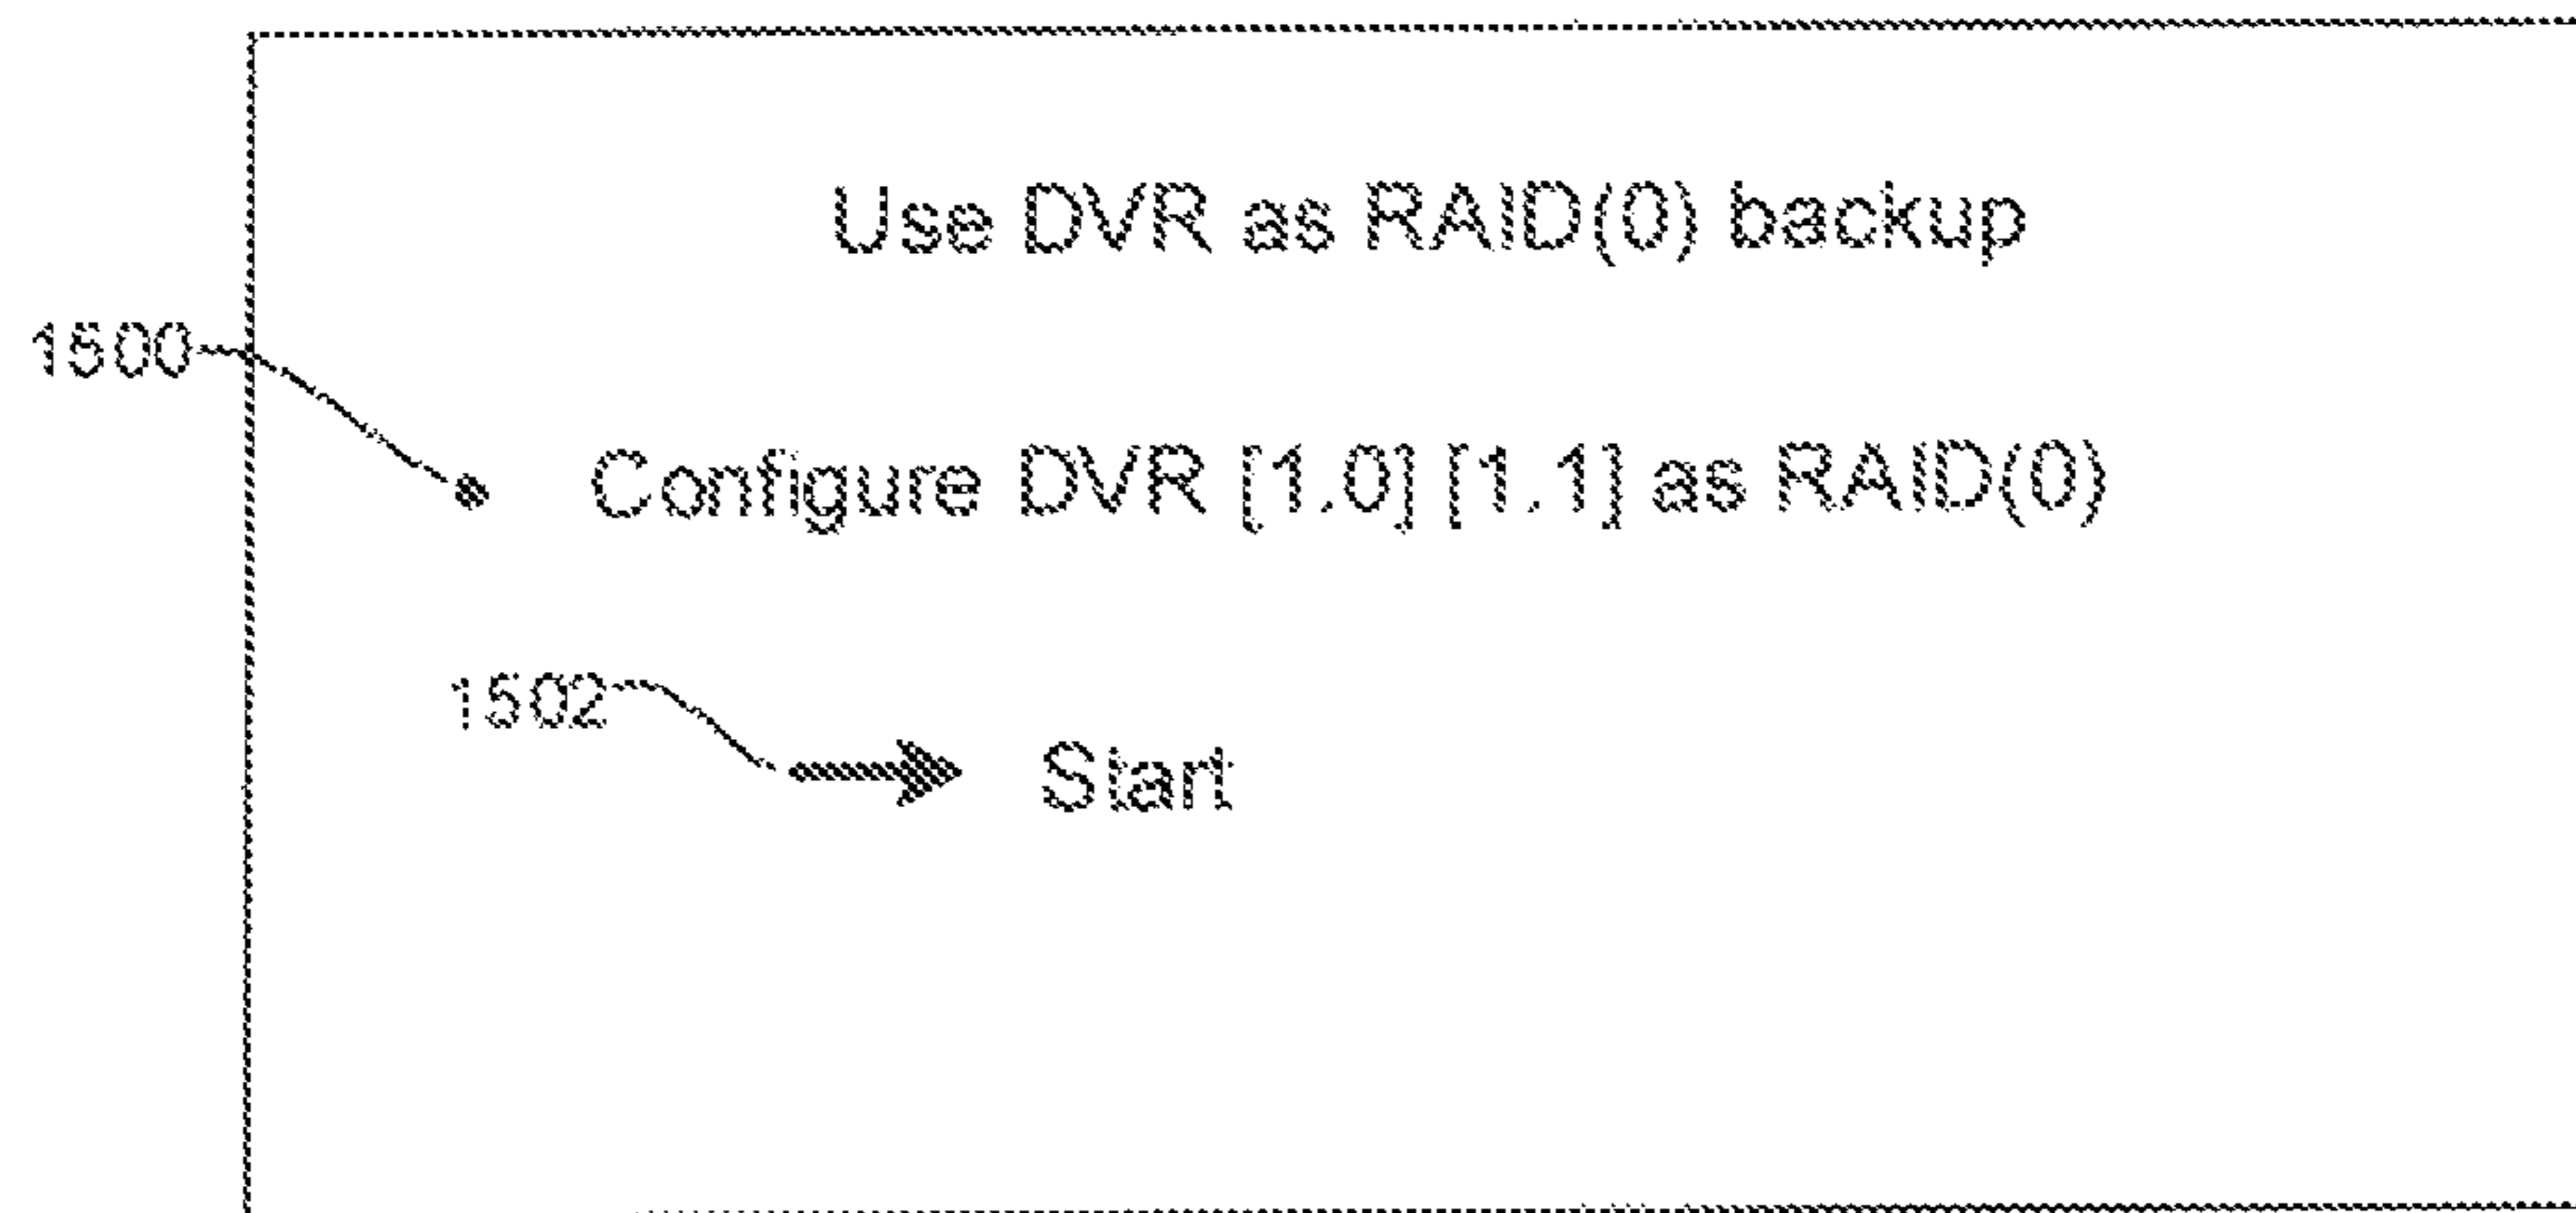 Use DVR as RAID(0) backup
1500
Configure DVR [1.0] [1.1] as RAID(0)
1502
Start